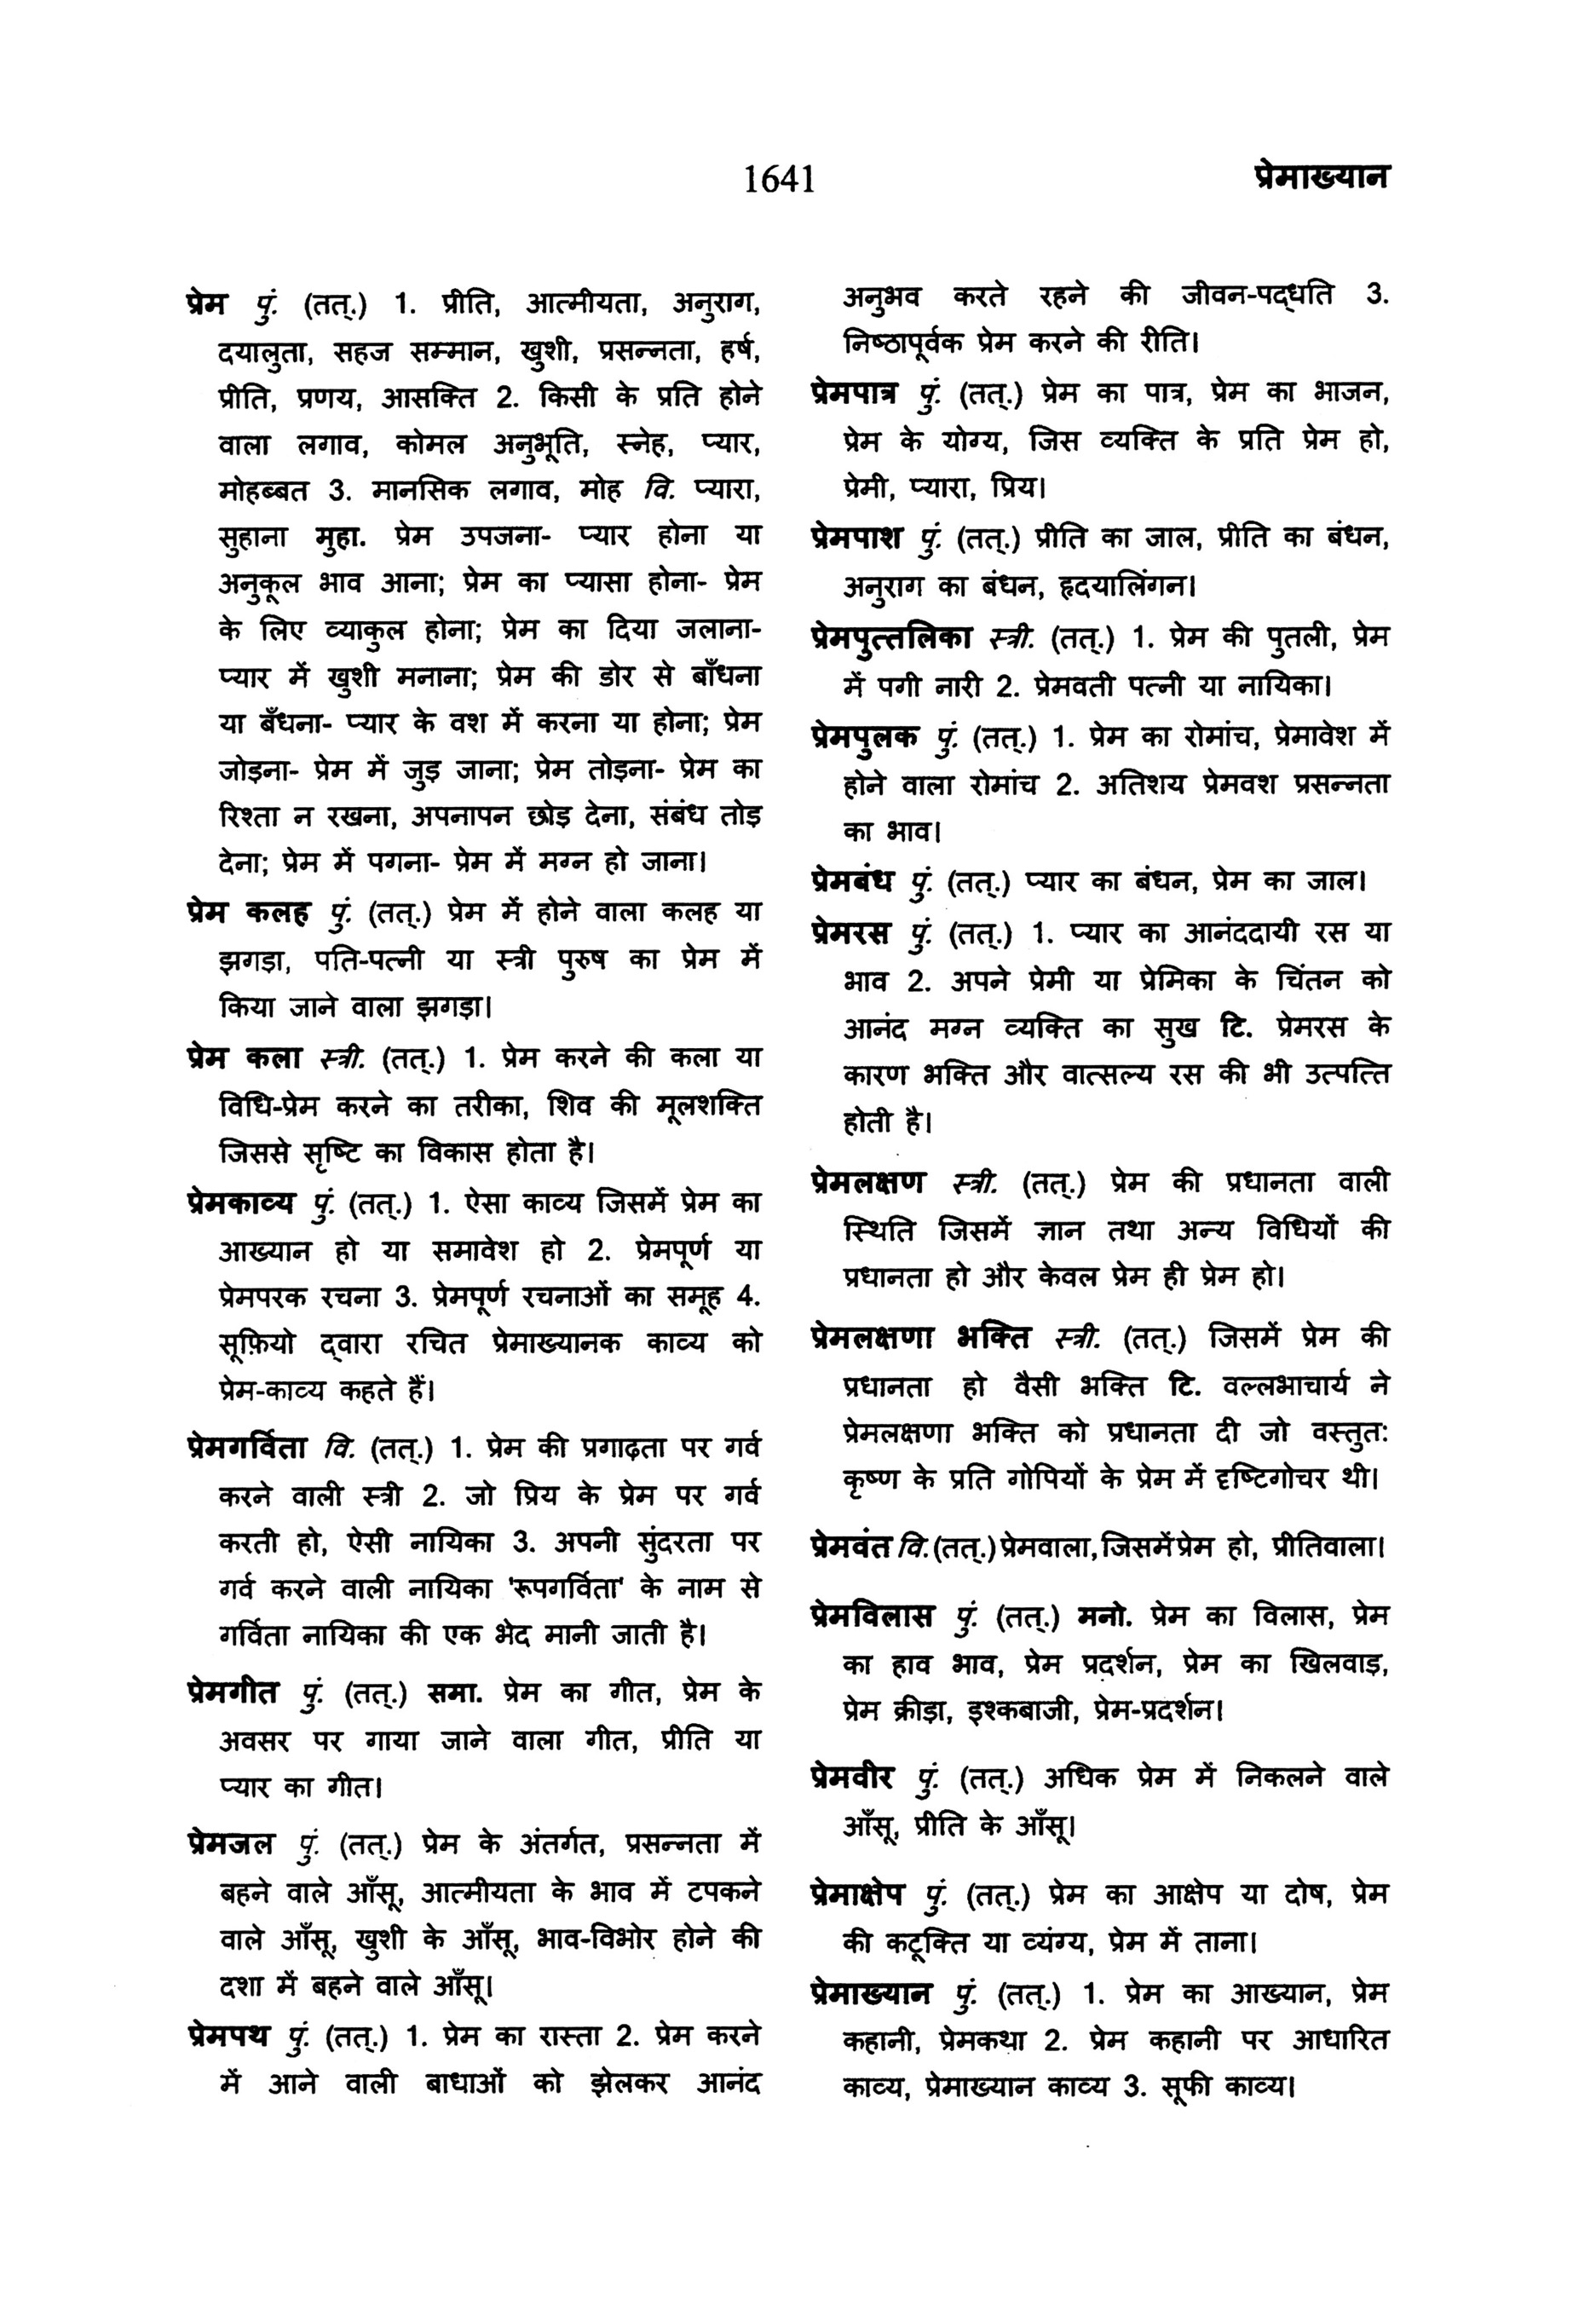 1641
प्रेमाख्यान
प्रेम पुं. (तत्.) 1. प्रीति, आत्मीयता, अनुराग,
दयालुता, सहज सम्मान, खुशी, प्रसन्नता, हर्ष,
प्रीति, प्रणय, आसक्ति 2. किसी के प्रति होने
वाला लगाव, कोमल अनुभूति, स्नेह, प्यार,
मोहब्बत 3. मानसिक लगाव, मोह वि. प्यारा,
सुहाना मुहा. प्रेम उपजना- प्यार होना या
अनुकूल भाव आना; प्रेम का प्यासा होना- प्रेम
के लिए व्याकुल होना; प्रेम का दिया जलाना-
प्यार में खुशी मनाना; प्रेम की डोर से बाँधना
या बँधना- प्यार के वश में करना या होना; प्रेम
जोड़ना- प्रेम में जुड़ जाना; प्रेम तोड़ना- प्रेम का
रिश्ता न रखना, अपनापन छोड़ देना, संबंध तोड़
देना; प्रेम में पगना- प्रेम में मग्न हो जाना।
प्रेम कलह पुं. (तत्.) प्रेम में होने वाला कलह या
झगड़ा, पति-पत्नी या स्त्री पुरुष का प्रेम में
किया जाने वाला झगड़ा।
प्रेम कला स्त्री. (तत्.) 1. प्रेम करने की कला या
विधि-प्रेम करने का तरीका, शिव की मूलशक्ति
जिससे सृष्टि का विकास होता है।
प्रेमकाव्य पुं. (तत्.) 1. ऐसा काव्य जिसमें प्रेम का
आख्यान हो या समावेश हो 2. प्रेमपूर्ण या
प्रेमपरक रचना 3. प्रेमपूर्ण रचनाओं का समूह 4.
सूफ़ियो द्वारा रचित प्रेमाख्यानक काव्य को
प्रेम-काव्य कहते हैं।
प्रेमगर्विता वि. (तत्.) 1. प्रेम की प्रगाढ़ता पर गर्व
करने वाली स्त्री 2. जो प्रिय के प्रेम पर गर्व
करती हो, ऐसी नायिका 3. अपनी सुंदरता पर
गर्व करने वाली नायिका 'रूपगर्विता' के नाम से
गर्विता नायिका की एक भेद मानी जाती है।
प्रेमगीत पुं. (तत्.) समा. प्रेम का गीत, प्रेम के
अवसर पर गाया जाने वाला गीत, प्रीति या
प्यार का गीत।
प्रेमजल पुं. (तत्.) प्रेम के अंतर्गत, प्रसन्नता में
बहने वाले आँसू, आत्मीयता के भाव में टपकने
वाले आँसू, खुशी के आँसू, भाव-विभोर होने की
दशा में बहने वाले आँसू।
प्रेमपथ पुं. (तत्.) 1. प्रेम का रास्ता 2. प्रेम करने
में आने वाली बाधाओं को झेलकर आनंद
अनुभव करते रहने की जीवन-पद्धति 3.
निष्ठापूर्वक प्रेम करने की रीति।
प्रेमपात्र पुं. (तत्.) प्रेम का पात्र, प्रेम का भाजन,
प्रेम के योग्य, जिस व्यक्ति के प्रति प्रेम हो,
प्रेमी, प्यारा, प्रिय।
प्रेमपाश पुं. (तत्.) प्रीति का जाल, प्रीति का बंधन,
अनुराग का बंधन, हृदयालिंगन।
प्रेमपुत्तलिका स्त्री. (तत्.) 1. प्रेम की पुतली, प्रेम
में पगी नारी 2. प्रेमवती पत्नी या नायिका।
प्रेमपुलक पुं. (तत्.) 1. प्रेम का रोमांच, प्रेमावेश में
होने वाला रोमांच 2. अतिशय प्रेमवश प्रसन्नता
का भाव।
प्रेमबंध पुं. (तत्.) प्यार का बंधन, प्रेम का जाल।
प्रेमरस पुं. (तत्.) 1. प्यार का आनंददायी रस या
भाव 2. अपने प्रेमी या प्रेमिका के चिंतन को
आनंद मग्न व्यक्ति का सुख टि. प्रेमरस के
कारण भक्ति और वात्सल्य रस की भी उत्पत्ति
होती है।
प्रेमलक्षण स्त्री. (तत्.) प्रेम की प्रधानता वाली
स्थिति जिसमें ज्ञान तथा अन्य विधियों की
प्रधानता हो और केवल प्रेम ही प्रेम हो।
प्रेमलक्षणा भक्ति स्त्री. (तत्.) जिसमें प्रेम की
प्रधानता हो वैसी भक्ति टि. वल्लभाचार्य ने
प्रेमलक्षणा भक्ति को प्रधानता दी जो वस्तुत:
कृष्ण के प्रति गोपियों के प्रेम में दृष्टिगोचर थी।
प्रेमवंत वि. (तत्.) प्रेमवाला, जिसमें प्रेम हो, प्रीतिवाला।
प्रेमविलास पुं. (तत्.) मनो. प्रेम का विलास, प्रेम
का हाव भाव, प्रेम प्रदर्शन, प्रेम का खिलवाड़,
प्रेम क्रीड़ा, इश्कबाजी, प्रेम-प्रदर्शन।
प्रेमवीर पुं. (तत्.) अधिक प्रेम में निकलने वाले
आँसू, प्रीति के आँसू।
प्रेमाक्षेप पुं. (तत्.) प्रेम का आक्षेप या दोष, प्रेम
की कटूक्ति या व्यंग्य, प्रेम में ताना।
प्रेमाख्यान पुं. (तत्.) 1. प्रेम का आख्यान, प्रेम
कहानी, प्रेमकथा 2. प्रेम कहानी पर आधारित
काव्य, प्रेमाख्यान काव्य 3. सूफी काव्य।